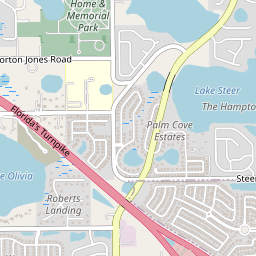 Home &
Memorial
Park
orton Jones Road
Lake Steer
The Hampto
Florida's Turnpike
Palm Cove
Estates
e Olivia
Steer
Roberts
Landing